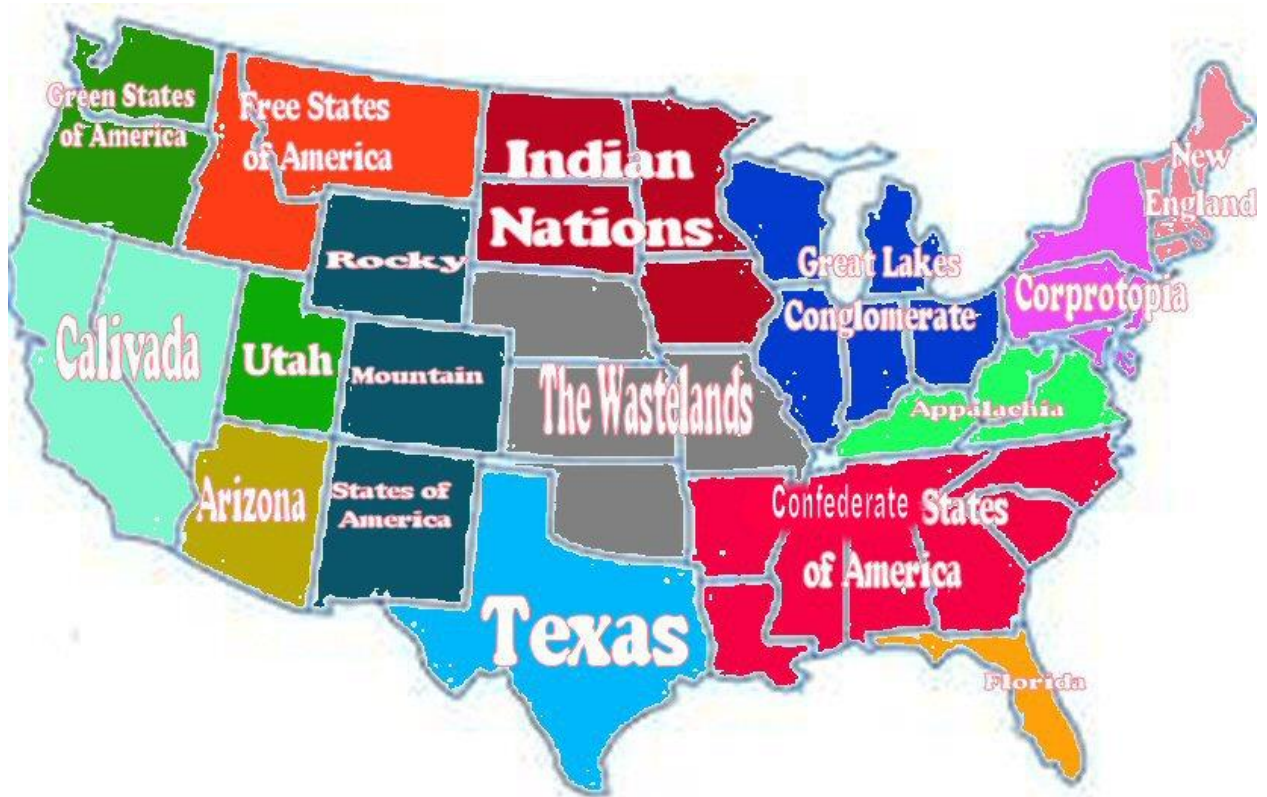 Green States
of America
Free States
of America
Indian
Nations
New
England
Rocky
Great Lakes
Conglomerate
Corprotopia
Calivada
Utah
Mountain
The Wastelands
Appalachia
Arizona
States of
America
Confederate States
of America
Texas
Florida